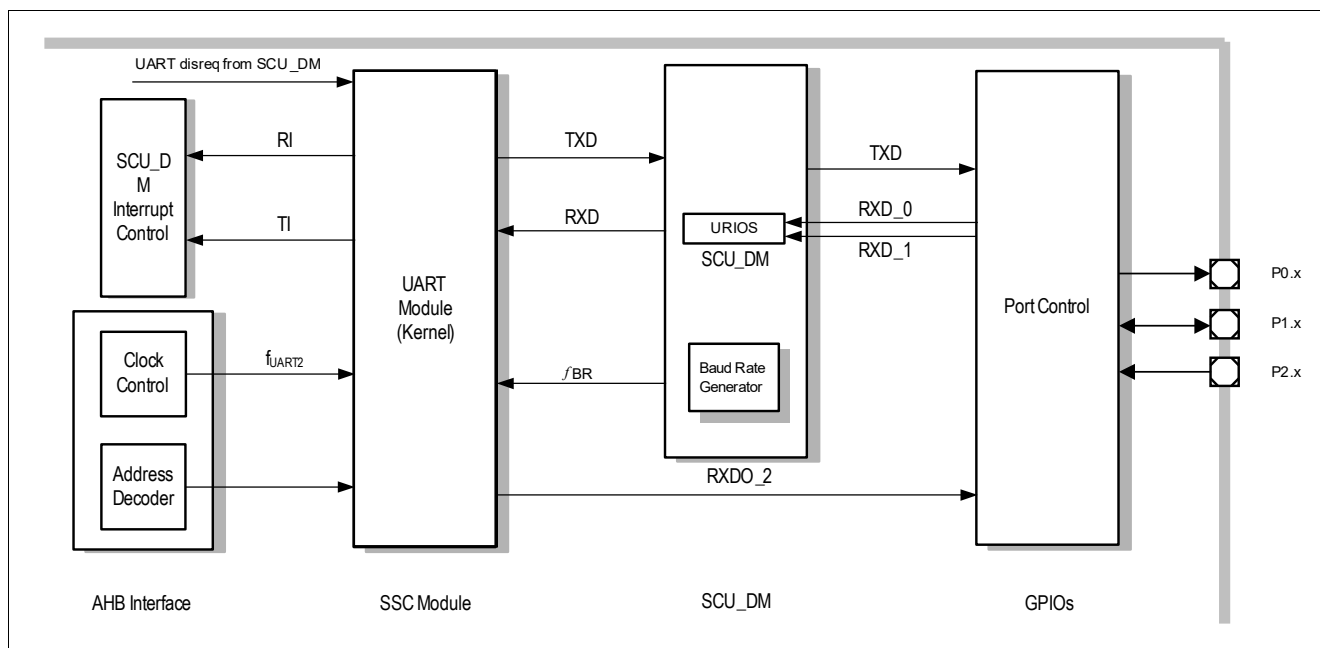 UART disreq from SCU_DM
SCU_D
M
Interrupt
Control
RI
TI
Clock
Control
Address
Decoder
fUART2
UART
Module
(Kernel)
TXD
RXD
fBR
RXDO_2
URIOS
SCU_DM
Baud Rate
Generator
TXD
RXD_0
RXD_1
Port Control
P0.x
P1.x
P2.x
AHB Interface
SSC Module
SCU_DM
GPIOs